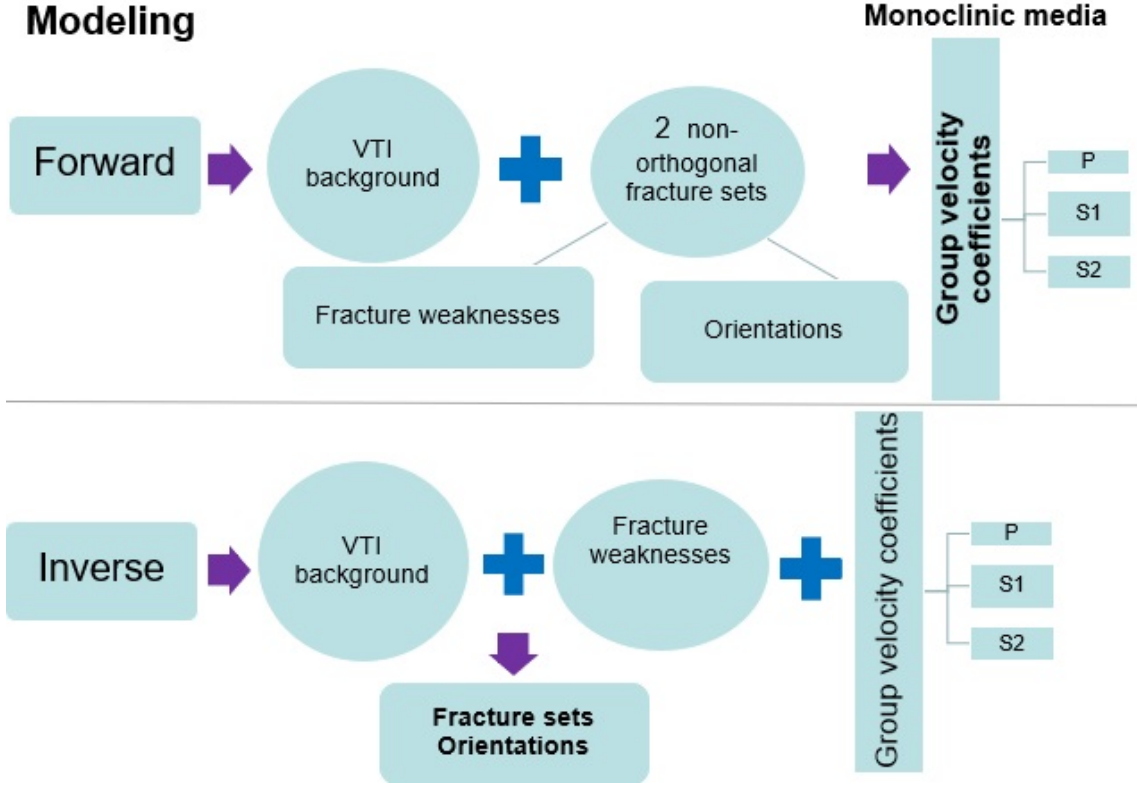 Modeling
Monoclinic media
Forward
VTI
background
2 non-
orthogonal
fracture sets
Fracture weaknesses
Orientations
Group velocity
coefficients
P
S1
S2
Inverse
VTI
background
Fracture
weaknesses
Group velocity coefficients
P
S1
S2
Fracture sets
Orientations